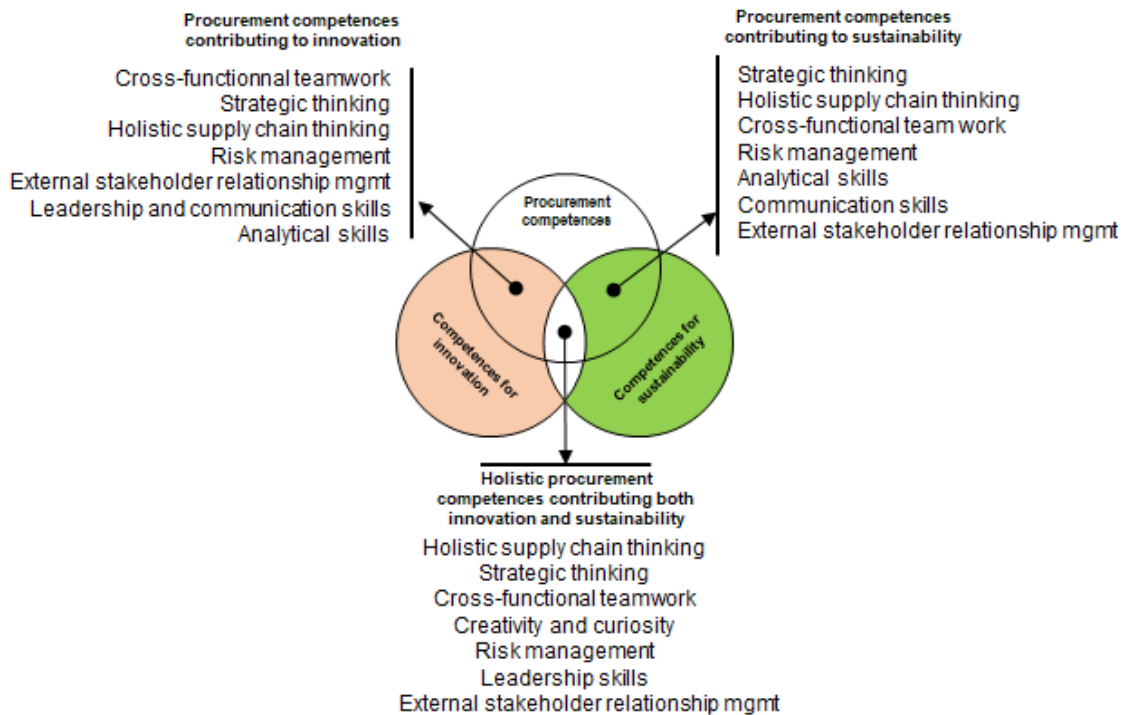 Procurement competences
contributing to innovation
Cross-functionnal teamwork
Strategic thinking
Holistic supply chain thinking
Risk management
External stakeholder relationship mgmt
Leadership and communication skills
Analytical skills
Procurement competences
contributing to sustainability
Strategic thinking
Holistic supply chain thinking
Cross-functional team work
Risk management
Analytical skills
Communication skills
External stakeholder relationship mgmt
Procurement
competences
Competences for
innovation
Competences for
sustainability
Holistic procurement
competences contributing both
innovation and sustainability
Holistic supply chain thinking
Strategic thinking
Cross-functional teamwork
Creativity and curiosity
Risk management
Leadership skills
External stakeholder relationship mgmt